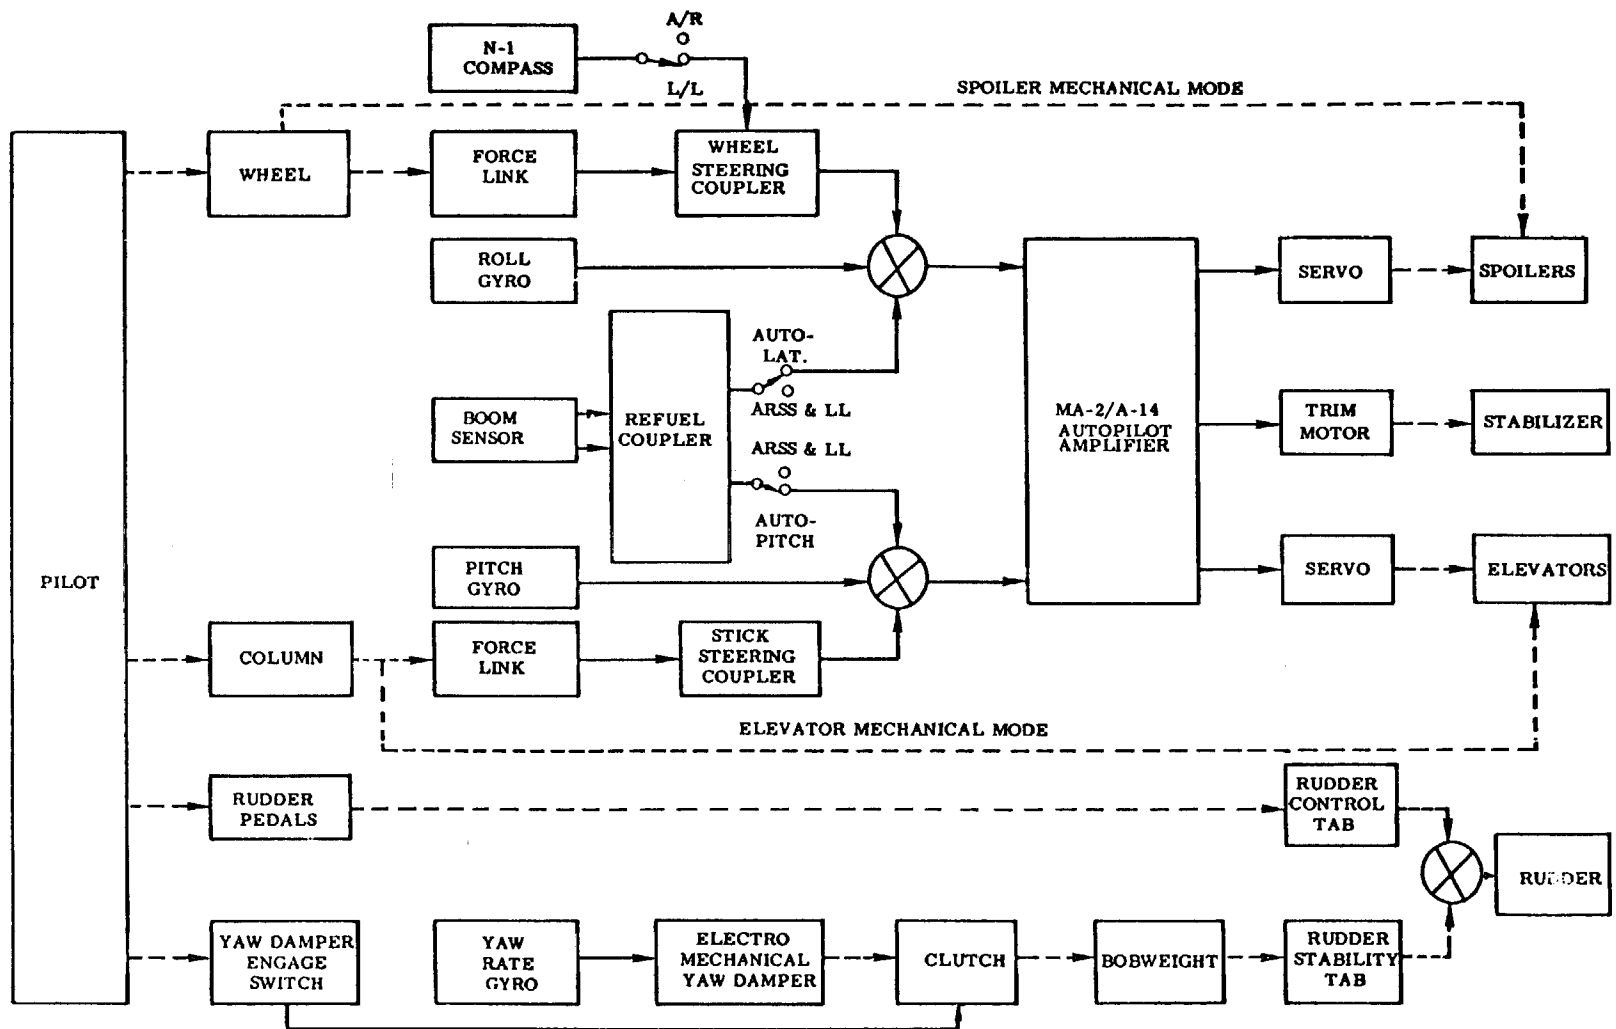 A/R
N-1
COMPASS
L/L
SPOILER MECHANICAL MODE
WHEEL
FORCE
LINK
WHEEL
STEERING
COUPLER
ROLL
GYRO
SERVO
SPOILERS
AUTO-
LAT.
BOOM
SENSOR
REFUEL
COUPLER
ARSS & LL
ARSS & LL
MA-2/A-14
AUTOPILOT
AMPLIFIER
TRIM
MOTOR
STABILIZER
AUTO-
PITCH
PILOT
PITCH
GYRO
SERVO
ELEVATORS
COLUMN
FORCE
LINK
STICK
STEERING
COUPLER
ELEVATOR MECHANICAL MODE
RUDDER
PEDALS
RUDDER
CONTROL
TAB
RUDDER
YAW DAMPER
ENGAGE
SWITCH
YAW
RATE
GYRO
ELECTRO
MECHANICAL
YAW DAMPER
CLUTCH
BOBWEIGHT
RUDDER
STABILITY
TAB